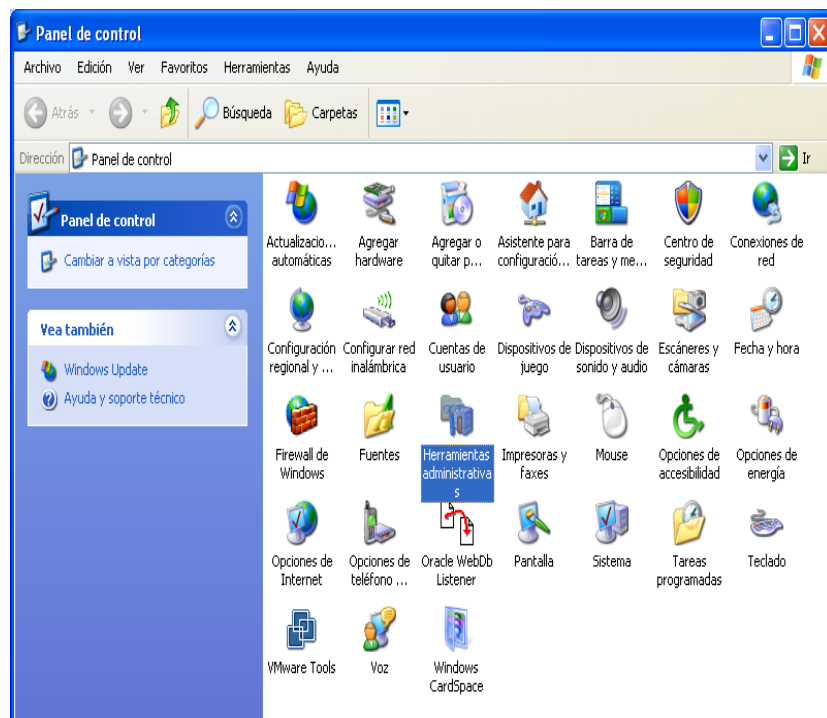 Panel de control
Archivo Edición Ver Favoritos Herramientas Ayuda
Atrás Búsqueda Carpetas
Dirección Panel de control Ir
Panel de control
Cambiar a vista por categorías
Vea también
Windows Update
Ayuda y soporte técnico
Actualizacio... Agregar Agregar o Asistente para Barra de Centro de Conexiones de
automáticas hardware quitar p... configuració... tareas y me... seguridad red
Configuración Configurar red Cuentas de Dispositivos de Dispositivos de Escáneres y Fecha y hora
regional y ... inalámbrica usuario juego sonido y audio cámaras
Firewall de Fuentes Herramientas Impresoras y Mouse Opciones de Opciones de
Windows administrativa faxes accesibilidad energía
s
Opciones de Opciones de Oracle WebDb Pantalla Sistema Tareas Teclado
Internet teléfono ... Listener programadas
VMware Tools Voz Windows
CardSpace